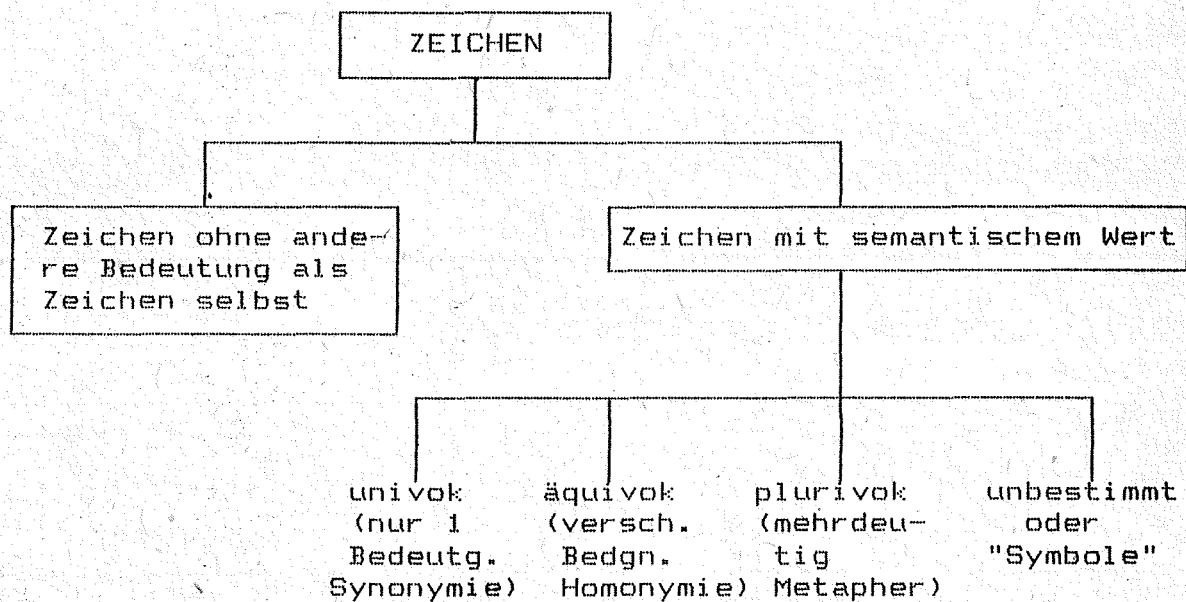 ZEICHEN
Zeichen ohne ande-
re Bedeutung als
Zeichen selbst
Zeichen mit semantischem Wert
univok
(nur 1
Bedeutg.
Synonymie)
äquivok
(versch.
Bedgn.
Homonymie)
plurivok
(mehrdeu-
tig
Metapher)
unbestimmt
oder
"Symbole"